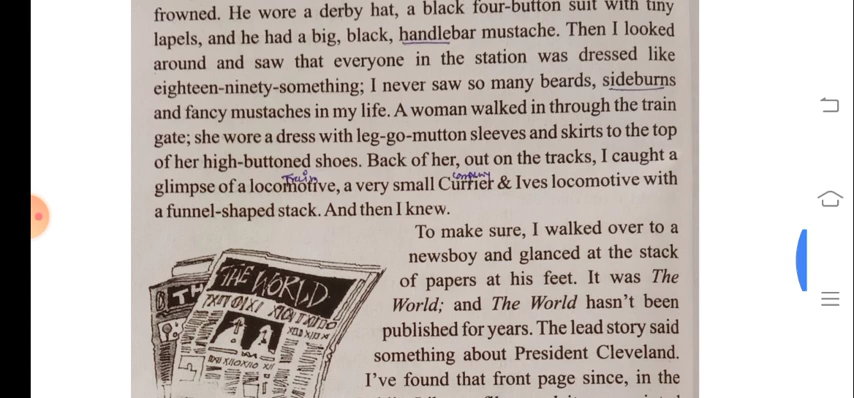 frowned. He wore a derby hat, a black four-button suit with tiny
lapels, and he had a big, black, handlebar mustache. Then I looked
around and saw that everyone in the station was dressed like
eighteen-ninety-something; I never saw so many beards, sideburns
and fancy mustaches in my life. A woman walked in through the train
gate; she wore a dress with leg-go-mutton sleeves and skirts to the top
of her high-buttoned shoes. Back of her, out on the tracks, I caught a
Train company
glimpse of a locomotive, a very small Currier & Ives locomotive with
a funnel-shaped stack. And then I knew.
To make sure, I walked over to a
newsboy and glanced at the stack
of papers at his feet. It was The
World; and The World hasn't been
published for years. The lead story said
something about President Cleveland.
I've found that front page since, in the
TH
THE WORLD